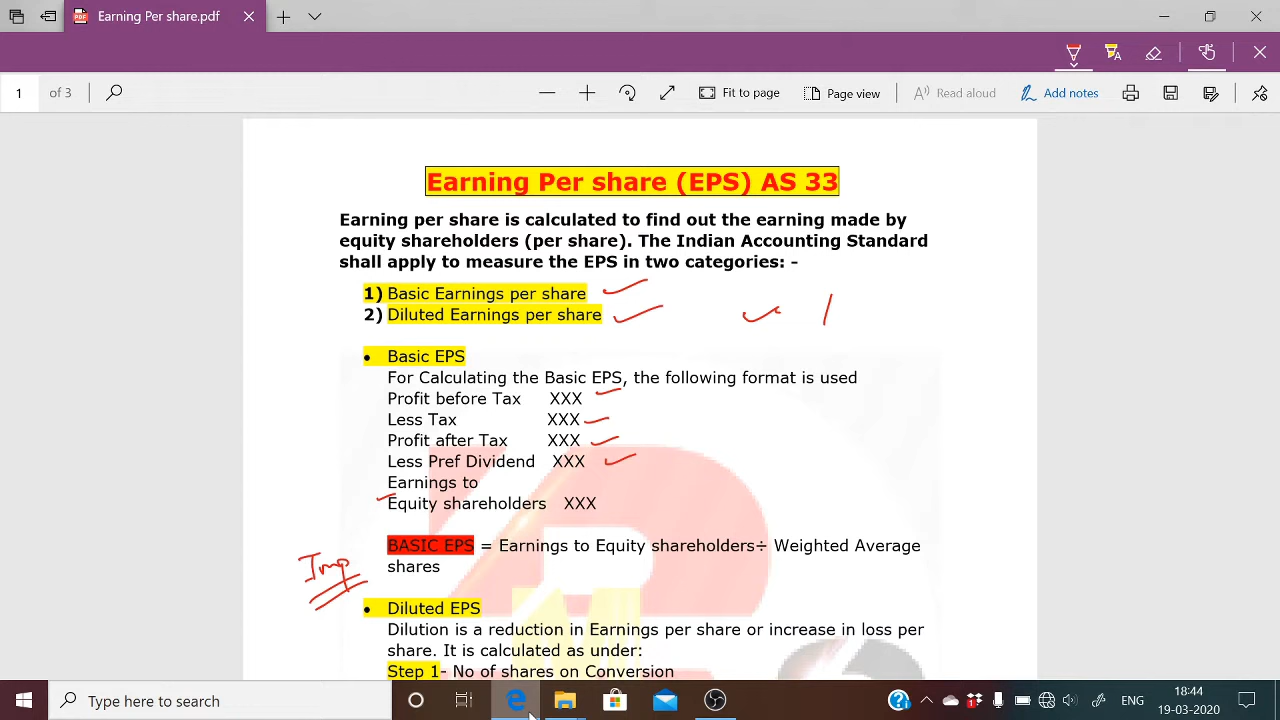 Earning Per share.pdf
1 of 3 Fit to page Page view Read aloud Add notes
Earning Per share (EPS) AS 33
Earning per share is calculated to find out the earning made by
equity shareholders (per share). The Indian Accounting Standard
shall apply to measure the EPS in two categories: -
1) Basic Earnings per share
2) Diluted Earnings per share
• Basic EPS
For Calculating the Basic EPS, the following format is used
Profit before Tax XXX
Less Tax XXX
Profit after Tax XXX
Less Pref Dividend XXX
Earnings to
Equity shareholders XXX
BASIC EPS = Earnings to Equity shareholders÷ Weighted Average
shares
Imp
• Diluted EPS
Dilution is a reduction in Earnings per share or increase in loss per
share. It is calculated as under:
Step 1- No of shares on Conversion
Type here to search
ENG
18:44
19-03-2020